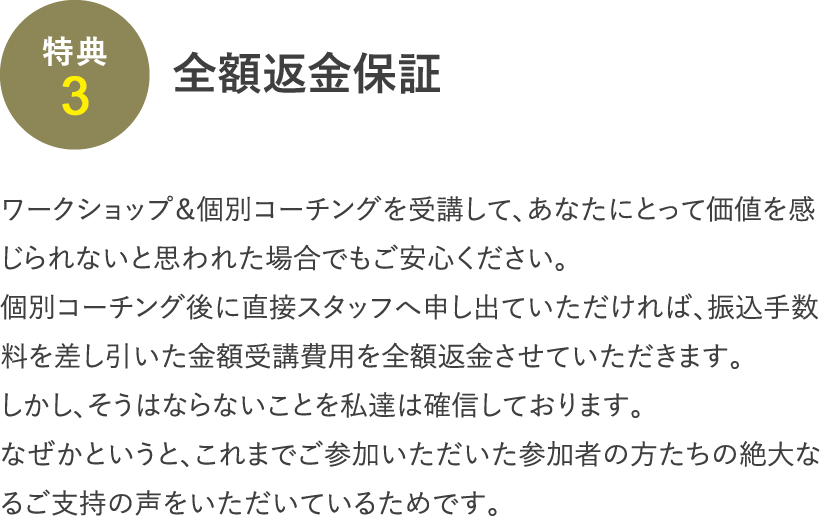 特典
3
全額返金保証
ワークショップ&個別コーチングを受講して、あなたにとって価値を感
じられないと思われた場合でもご安心ください。
個別コーチング後に直接スタッフへ申し出ていただければ、振込手数
料を差し引いた金額受講費用を全額返金させていただきます。
しかし、そうはならないことを私達は確信しております。
なぜかというと、これまでご参加いただいた参加者の方たちの絶大な
るご支持の声をいただいているためです。